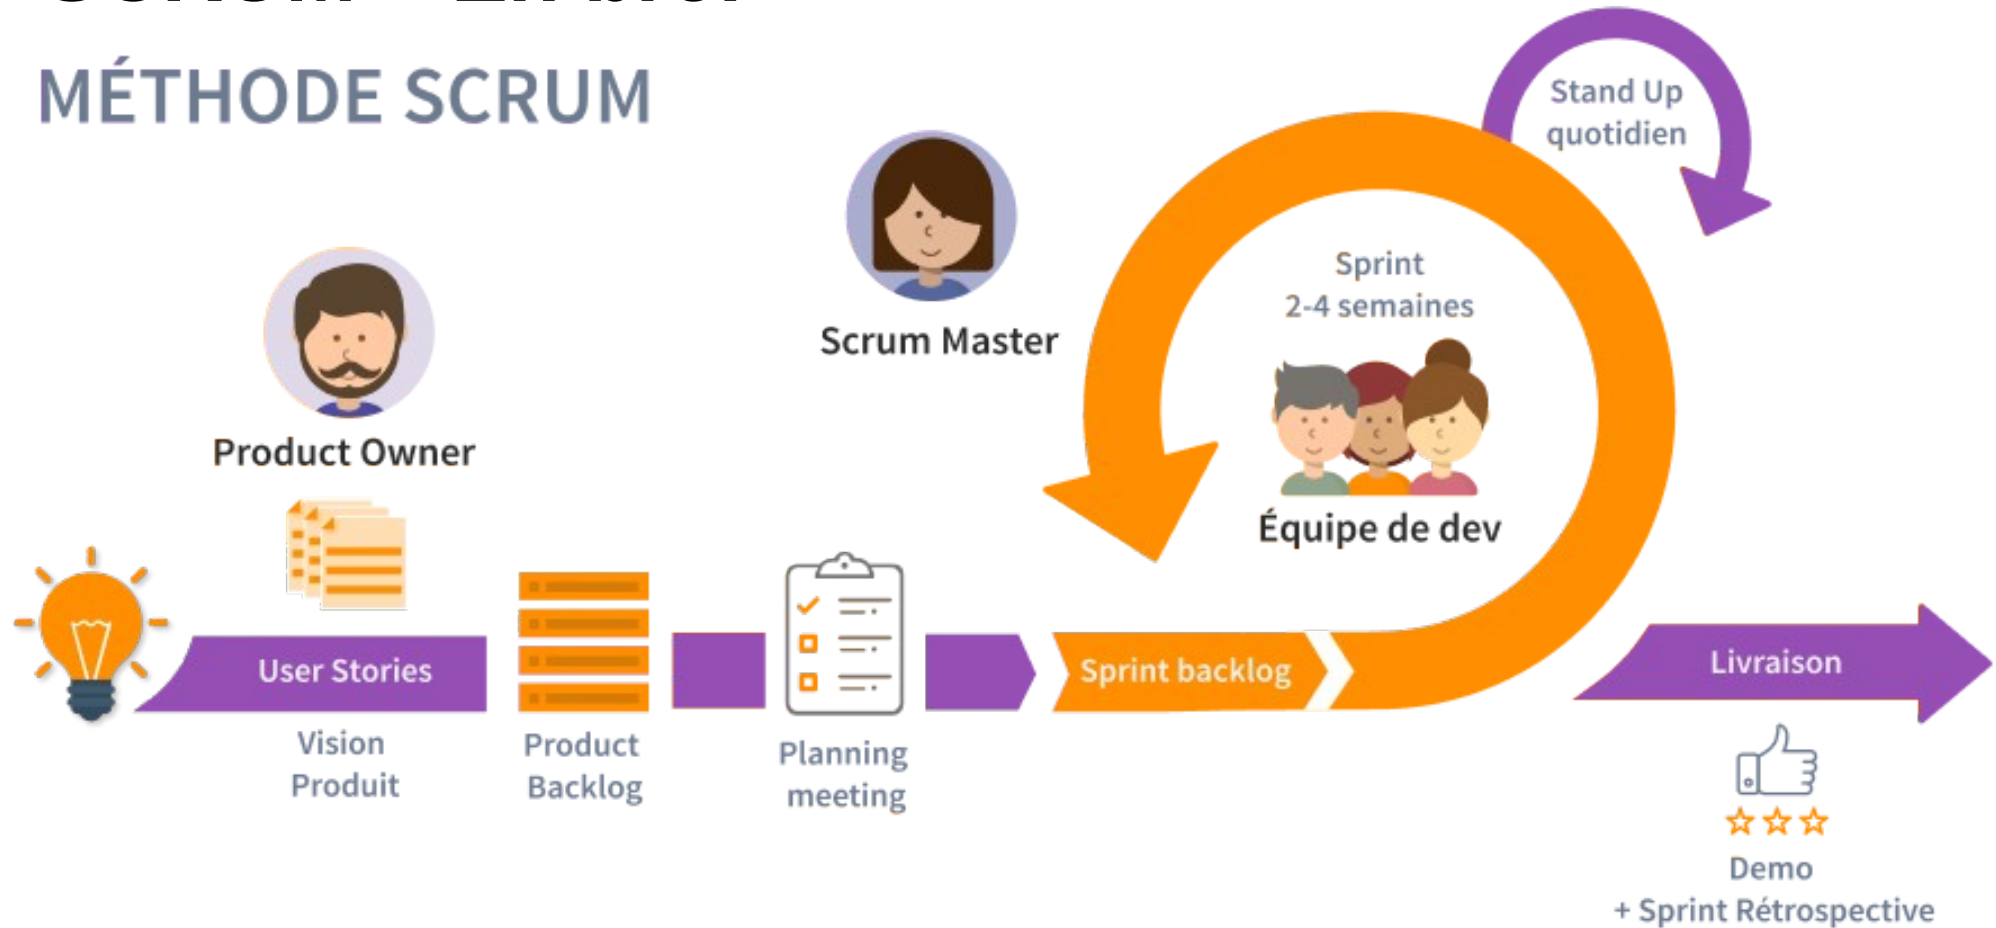 MÉTHODE SCRUM
Stand Up
quotidien
Sprint
2-4 semaines
Scrum Master
Product Owner
Équipe de dev
User Stories
Sprint backlog
Livraison
Vision
Produit
Product
Backlog
Planning
meeting
Demo
+ Sprint Rétrospective